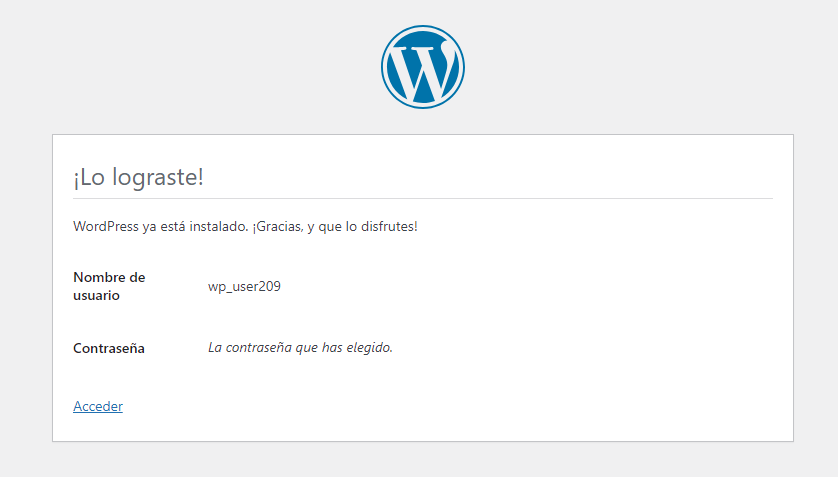 ¡Lo lograste!
WordPress ya está instalado. ¡Gracias, y que lo disfrutes!
Nombre de
usuario
wp_user209
Contraseña
La contraseña que has elegido.
Acceder